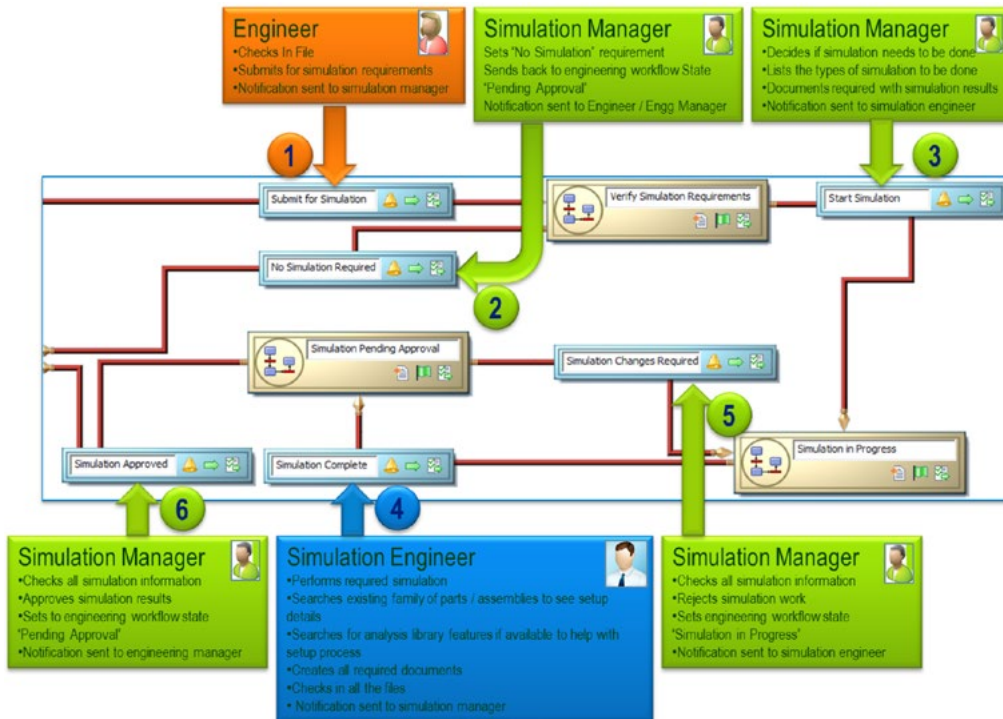 Engineer
•Checks In File
•Submits for simulation requirements
•Notification sent to simulation manager
Simulation Manager
Sets "No Simulation" requirement
Sends back to engineering workflow State
"Pending Approval"
Notification sent to Engineer / Engg Manager
Simulation Manager
•Decides if simulation needs to be done
•Lists the types of simulation to be done
•Documents required with simulation results
•Notification sent to simulation engineer
1
3
Submit for Simulation
Verify Simulation Requirements
Start Simulation
No Simulation Required
2
Simulation Pending Approval
Simulation Changes Required
5
Simulation Approved
Simulation Complete
Simulation in Progress
6
4
Simulation Manager
•Checks all simulation information
•Approves simulation results
•Sets to engineering workflow state
"Pending Approval"
•Notification sent to engineering manager
Simulation Engineer
•Performs required simulation
•Searches existing family of parts / assemblies to see setup
details
•Searches for analysis library features if available to help with
setup process
•Creates all required documents
•Checks in all the files
• Notification sent to simulation manager
Simulation Manager
•Checks all simulation information
•Rejects simulation work
•Sets engineering workflow state
"Simulation in Progress"
•Notification sent to simulation engineer